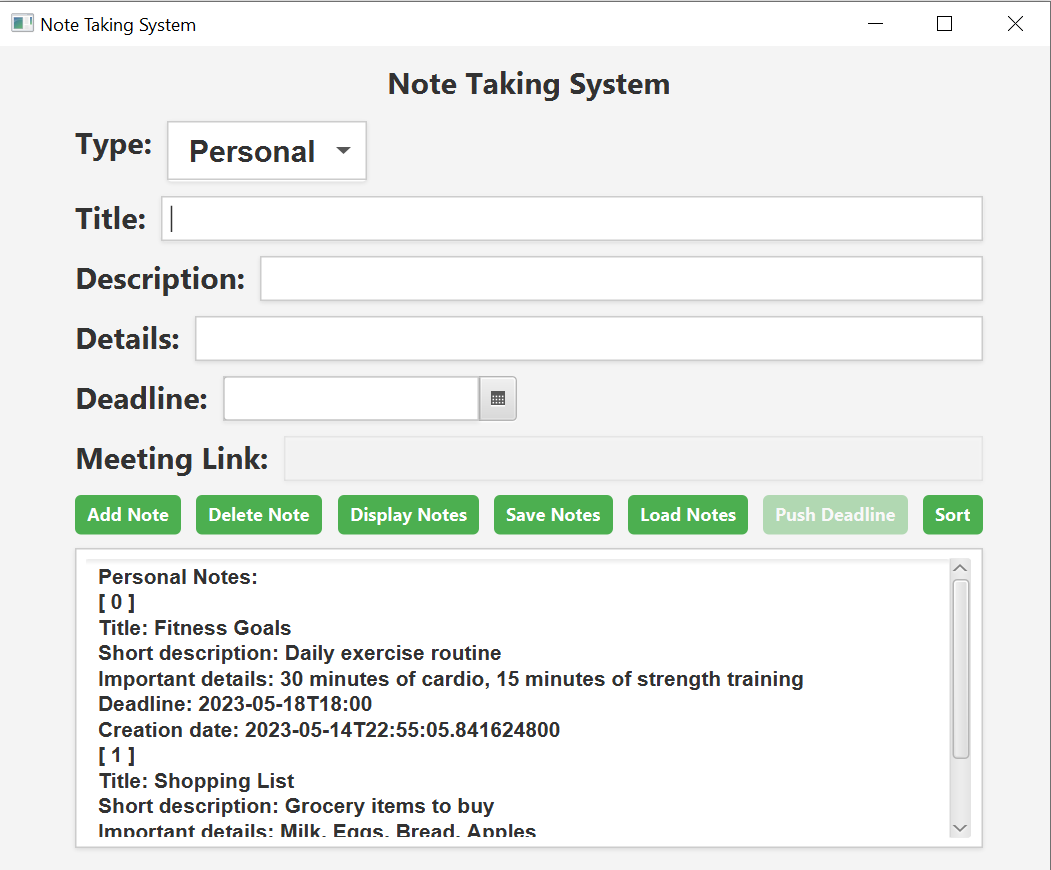 Note Taking System
Note Taking System
Type: Personal
Title:
Description:
Details:
Deadline:
Meeting Link:
Add Note Delete Note Display Notes Save Notes Load Notes Push Deadline Sort
Personal Notes:
[ 0 ]
Title: Fitness Goals
Short description: Daily exercise routine
Important details: 30 minutes of cardio, 15 minutes of strength training
Deadline: 2023-05-18T18:00
Creation date: 2023-05-14T22:55:05.841624800
[ 1 ]
Title: Shopping List
Short description: Grocery items to buy
Important details: Milk, Eggs, Bread, Apples